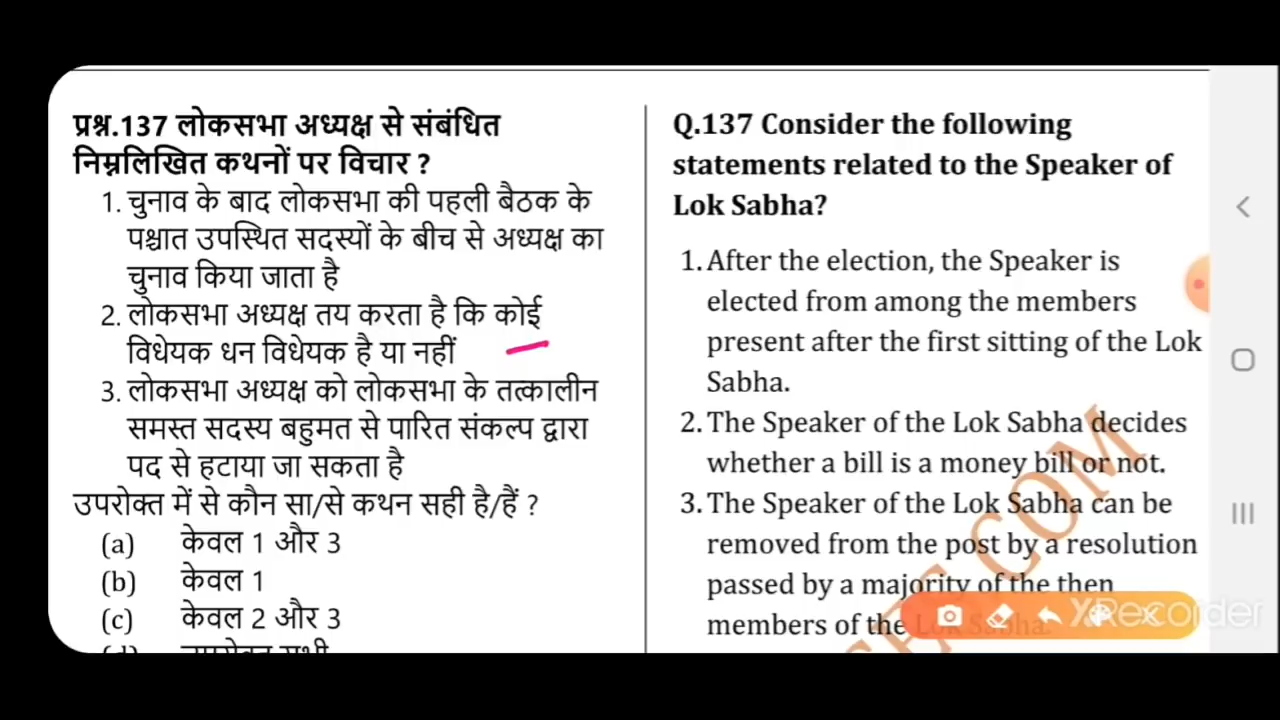 प्रश्न.137 लोकसभा अध्यक्ष से संबंधित
निम्नलिखित कथनों पर विचार ?
1. चुनाव के बाद लोकसभा की पहली बैठक के
पश्चात उपस्थित सदस्यों के बीच से अध्यक्ष का
चुनाव किया जाता है
2. लोकसभा अध्यक्ष तय करता है कि कोई
विधेयक धन विधेयक है या नहीं
3. लोकसभा अध्यक्ष को लोकसभा के तत्कालीन
समस्त सदस्य बहुमत से पारित संकल्प द्वारा
पद से हटाया जा सकता है
उपरोक्त में से कौन सा/से कथन सही है/हैं ?
(a) केवल 1 और 3
(b) केवल 1
(c) केवल 2 और 3
Q.137 Consider the following
statements related to the Speaker of
Lok Sabha?
1. After the election, the Speaker is
elected from among the members
present after the first sitting of the Lok
Sabha.
2. The Speaker of the Lok Sabha decides
whether a bill is a money bill or not.
3. The Speaker of the Lok Sabha can be
removed from the post by a resolution
passed by a majority of the then
members of the Lok Sabha.
XRecorder